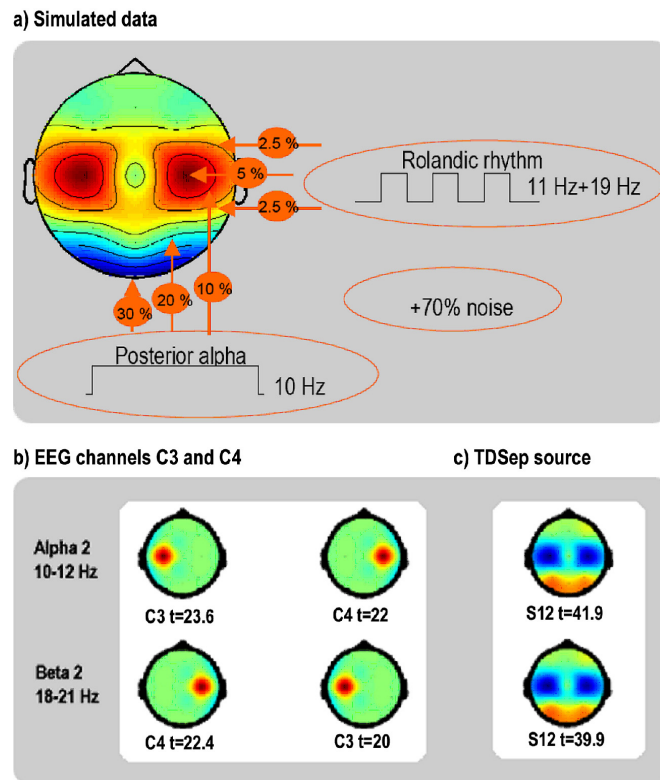 a) Simulated data
2.5 %
Rolandic rhythm
5 %
11 Hz+19 Hz
2.5 %
10 %
20 %
30 %
+70% noise
Posterior alpha
10 Hz
b) EEG channels C3 and C4
c) TDSep source
Alpha 2
10-12 Hz
C3 t=23.6
C4 t=22
S12 t=41.9
Beta 2
18-21 Hz
C4 t=22.4
C3 t=20
S12 t=39.9